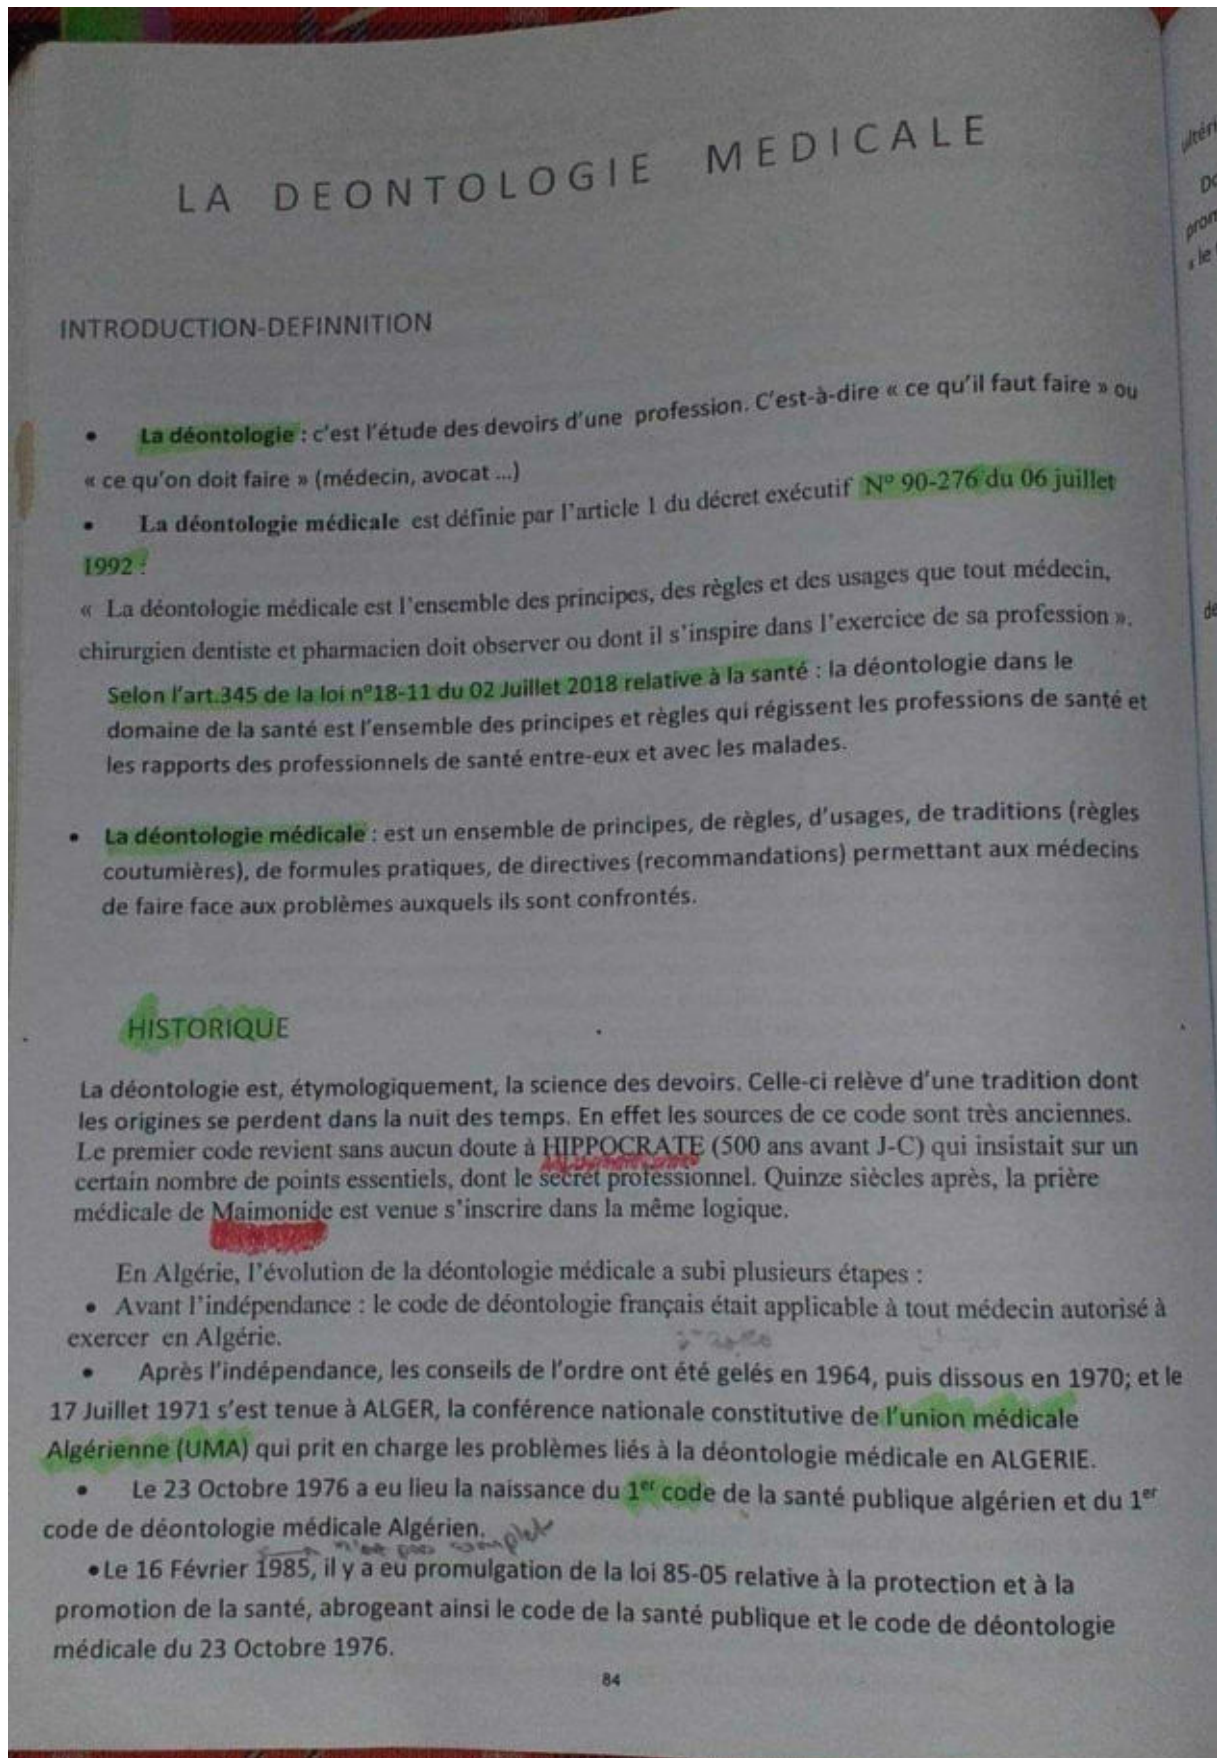 LA DEONTOLOGIE MEDICALE
INTRODUCTION-DEFINNITION
• La déontologie : c'est l'étude des devoirs d'une profession. C'est-à-dire « ce qu'il faut faire » ou
« ce qu'on doit faire » (médecin, avocat ...)
• La déontologie médicale est définie par l'article 1 du décret exécutif N° 90-276 du 06 juillet
1992 :
« La déontologie médicale est l'ensemble des principes, des règles et des usages que tout médecin,
chirurgien dentiste et pharmacien doit observer ou dont il s'inspire dans l'exercice de sa profession ».
Selon l'art.345 de la loi n°18-11 du 02 Juillet 2018 relative à la santé : la déontologie dans le
domaine de la santé est l'ensemble des principes et règles qui régissent les professions de santé et
les rapports des professionnels de santé entre-eux et avec les malades.
• La déontologie médicale : est un ensemble de principes, de règles, d'usages, de traditions (règles
coutumières), de formules pratiques, de directives (recommandations) permettant aux médecins
de faire face aux problèmes auxquels ils sont confrontés.
HISTORIQUE
La déontologie est, étymologiquement, la science des devoirs. Celle-ci relève d'une tradition dont
les origines se perdent dans la nuit des temps. En effet les sources de ce code sont très anciennes.
Le premier code revient sans aucun doute à HIPPOCRATE (500 ans avant J-C) qui insistait sur un
certain nombre de points essentiels, dont le secret professionnel. Quinze siècles après, la prière
médicale de Maimonide est venue s'inscrire dans la même logique.
En Algérie, l'évolution de la déontologie médicale a subi plusieurs étapes :
• Avant l'indépendance : le code de déontologie français était applicable à tout médecin autorisé à
exercer en Algérie.
• Après l'indépendance, les conseils de l'ordre ont été gelés en 1964, puis dissous en 1970; et le
17 Juillet 1971 s'est tenue à ALGER, la conférence nationale constitutive de l'union médicale
Algérienne (UMA) qui prit en charge les problèmes liés à la déontologie médicale en ALGERIE.
• Le 23 Octobre 1976 a eu lieu la naissance du 1er code de la santé publique algérien et du 1er
code de déontologie médicale Algérien.
n'est pas complet
• Le 16 Février 1985, il y a eu promulgation de la loi 85-05 relative à la protection et à la
promotion de la santé, abrogeant ainsi le code de la santé publique et le code de déontologie
médicale du 23 Octobre 1976.
84